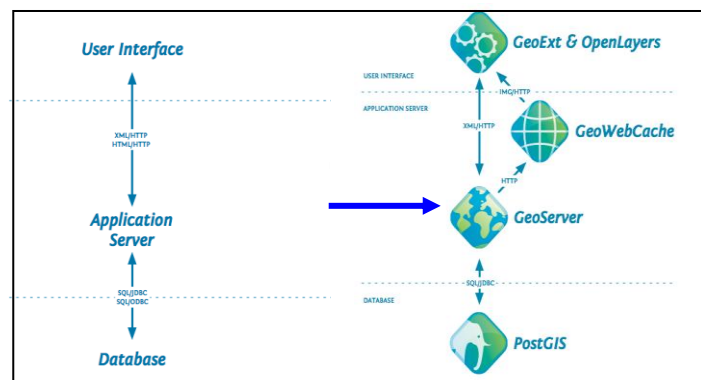 User Interface
XML/HTTP
HTML/HTTP
Application
Server
SQL/JDBC
SQL/ODBC
Database
GeoExt & OpenLayers
USER INTERFACE
IMG/HTTP
APPLICATION SERVER
XML/HTTP
GeoWebCache
HTTP
GeoServer
SQL/JDBC
DATABASE
PostGIS